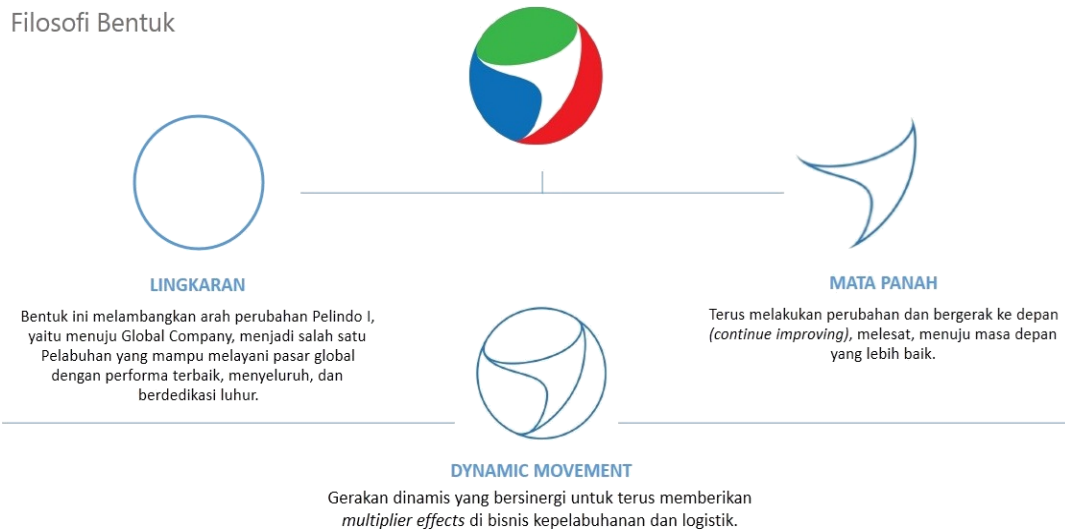 Filosofi Bentuk
LINGKARAN
Bentuk ini melambangkan arah perubahan Pelindo I,
yaitu menuju Global Company, menjadi salah satu
Pelabuhan yang mampu melayani pasar global
dengan performa terbaik, menyeluruh, dan
berdedikasi luhur.
MATA PANAH
Terus melakukan perubahan dan bergerak ke depan
(continue improving), melesat, menuju masa depan
yang lebih baik.
DYNAMIC MOVEMENT
Gerakan dinamis yang bersinergi untuk terus memberikan
multiplier effects di bisnis kepelabuhanan dan logistik.